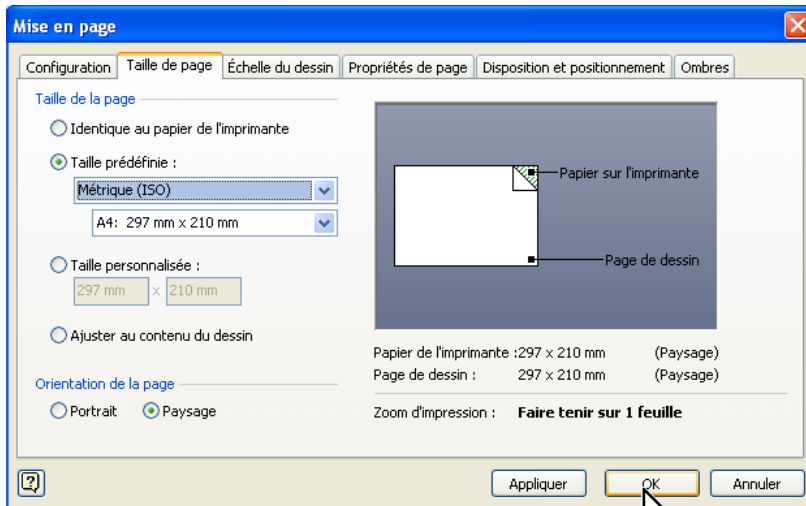 Mise en page
Configuration Taille de page Échelle du dessin Propriétés de page Disposition et positionnement Ombres
Taille de la page
Identique au papier de l'imprimante
Taille prédéfinie :
Métrique (ISO)
A4: 297 mm x 210 mm
Taille personnalisée :
297 mm x 210 mm
Ajuster au contenu du dessin
Orientation de la page
Portrait Paysage
Papier sur l'imprimante
Page de dessin
Papier de l'imprimante :297 x 210 mm (Paysage)
Page de dessin : 297 x 210 mm (Paysage)
Zoom d'impression : Faire tenir sur 1 feuille
? Appliquer OK Annuler